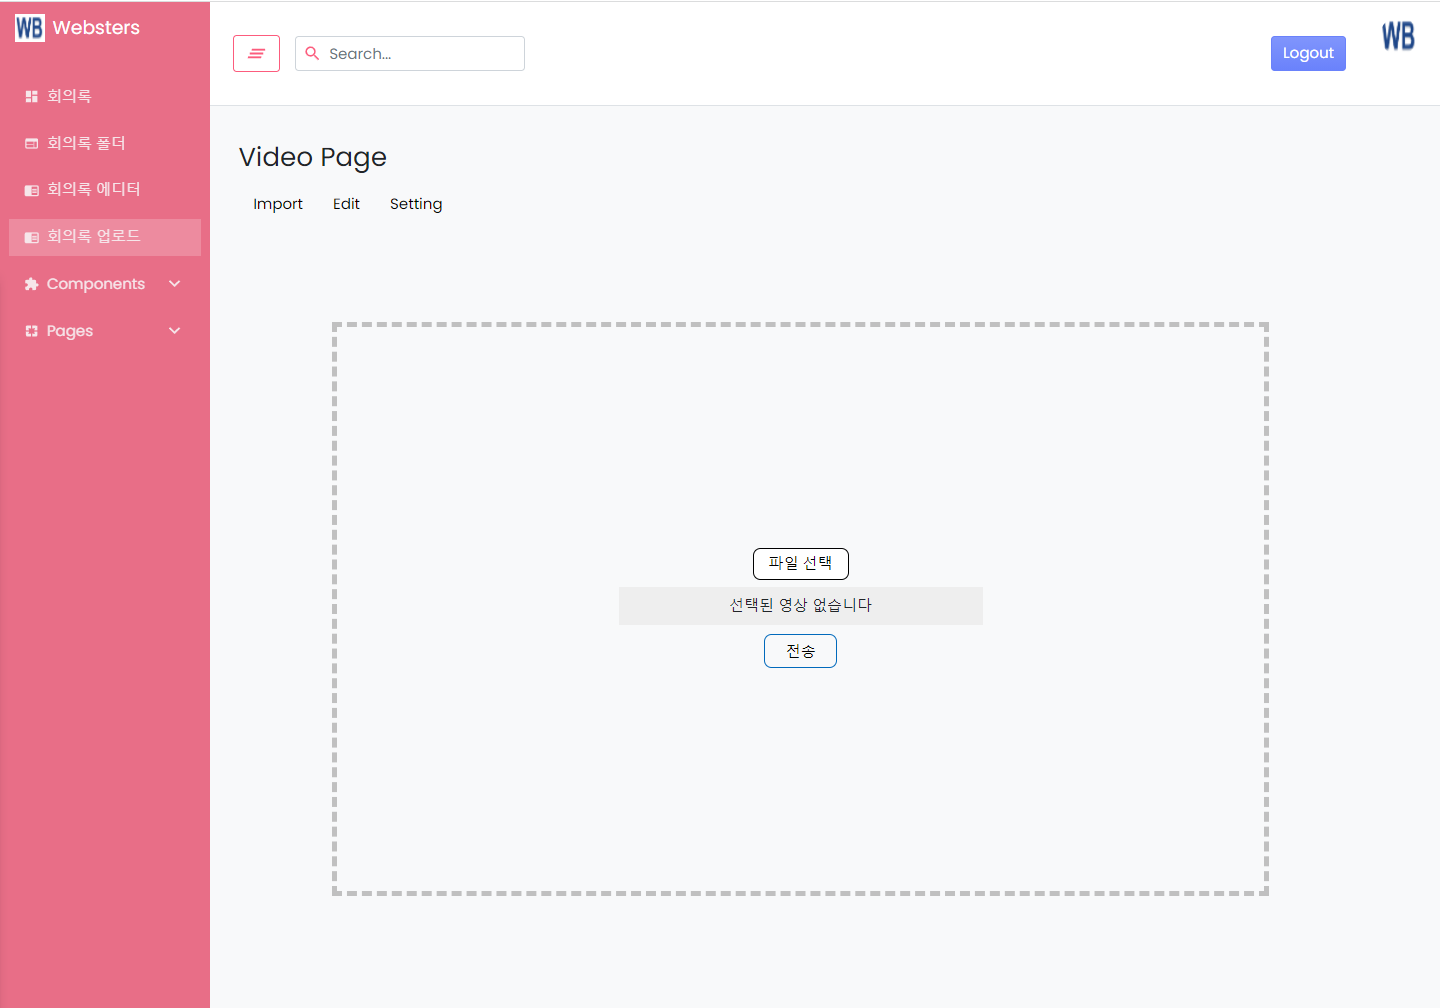 WB Websters
회의록
회의록 폴더
회의록 에디터
회의록 업로드
Components
Pages
Search...
Logout
WB
Video Page
Import Edit Setting
파일 선택
선택된 영상 없습니다
전송